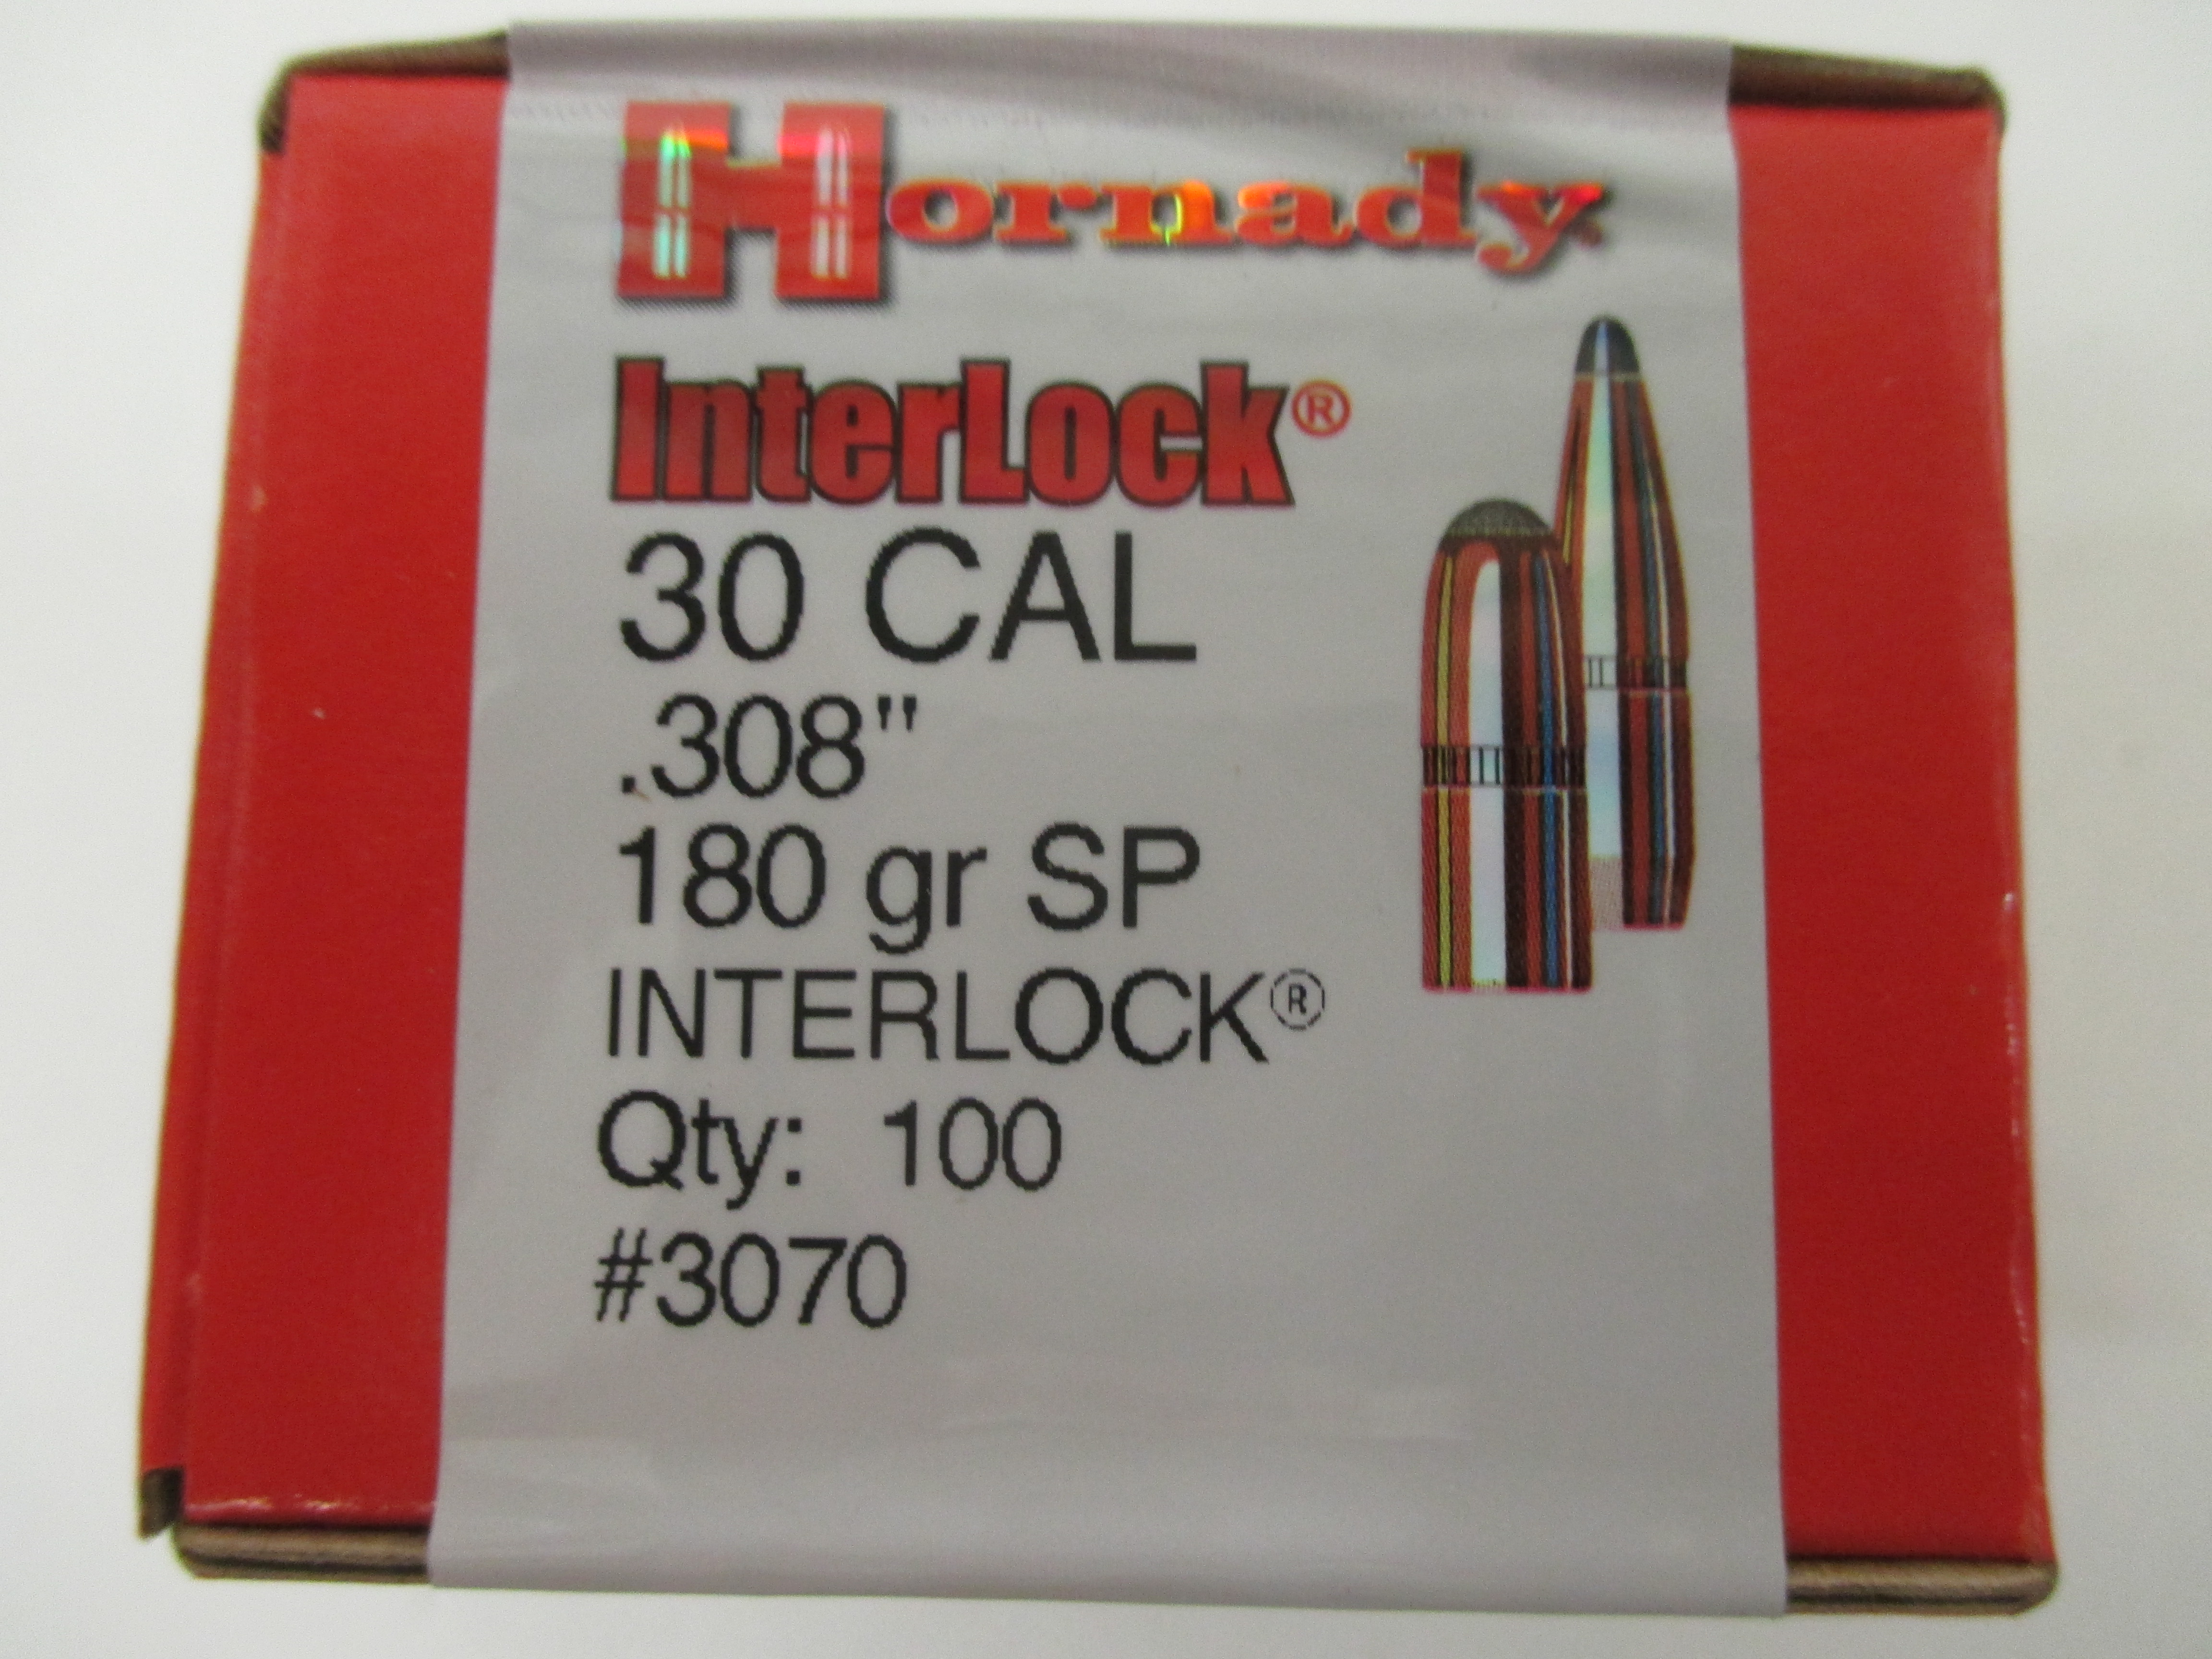 Hornady®
InterLock®
30 CAL
.308"
180 gr SP
INTERLOCK®
Qty: 100
#3070